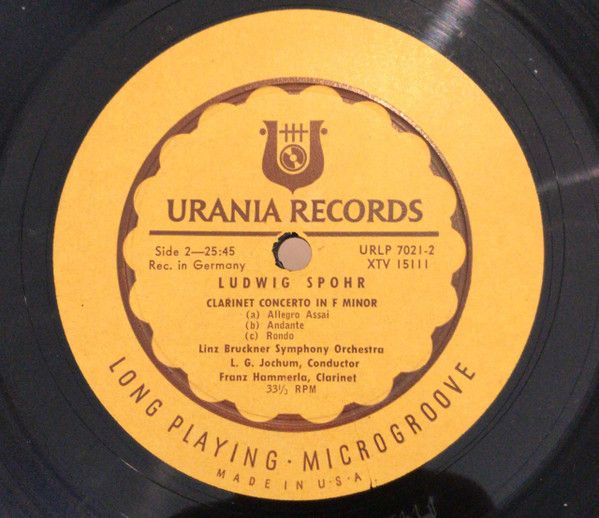 URANIA RECORDS
Side 2—25:45
Rec. in Germany
URLP 7021-2
XTV 15111
LUDWIG SPOHR
CLARINET CONCERTO IN F MINOR
(a) Allegro Assai
(b) Andante
(c) Rondo
Linz Bruckner Symphony Orchestra
L. G. Jochum, Conductor
Franz Hammerla, Clarinet
33⅓ RPM
LONG PLAYING · MICROGROOVE
MADE IN U.S.A.